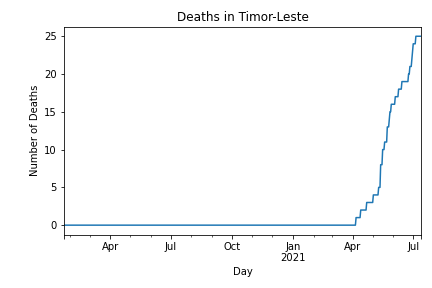 Deaths in Timor-Leste
25
20
15
10
5
0
Number of Deaths
Apr
Jul
Oct
Jan
2021
Apr
Jul
Day